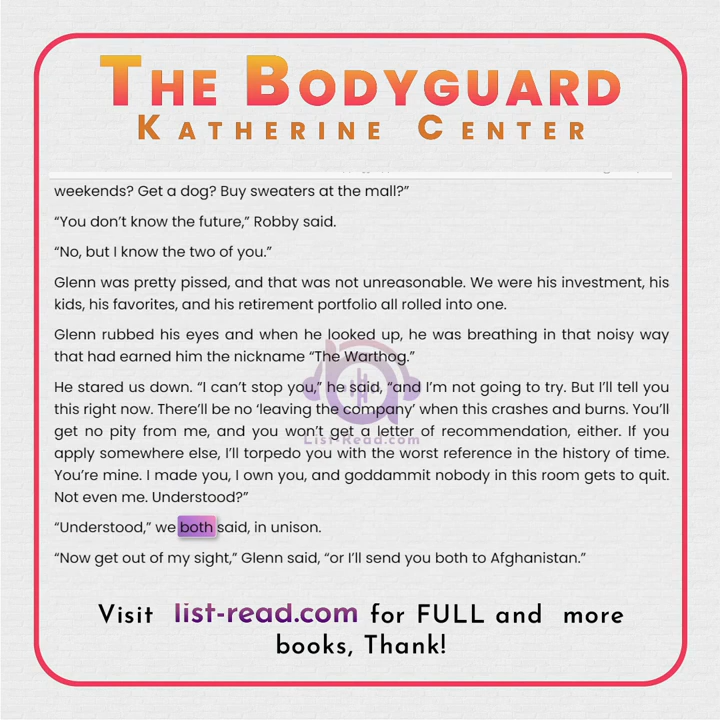 THE BODYGUARD
KATHERINE CENTER
weekends? Get a dog? Buy sweaters at the mall?”
“You don’t know the future,” Robby said.
“No, but I know the two of you.”
Glenn was pretty pissed, and that was not unreasonable. We were his investment, his
kids, his favorites, and his retirement portfolio all rolled into one.
Glenn rubbed his eyes and when he looked up, he was breathing in that noisy way
that had earned him the nickname “The Warthog.”
He stared us down. “I can’t stop you,” he said, “and I’m not going to try. But I’ll tell you
this right now. There’ll be no ‘leaving the company’ when this crashes and burns. You’ll
get no pity from me, and you won’t get a letter of recommendation, either. If you
List-Read.com
apply somewhere else, I’ll torpedo you with the worst reference in the history of time.
You’re mine. I made you, I own you, and goddammit nobody in this room gets to quit.
Not even me. Understood?”
“Understood,” we both said, in unison.
“Now get out of my sight,” Glenn said, “or I’ll send you both to Afghanistan.”
Visit list-read.com for FULL and more
books, Thank!